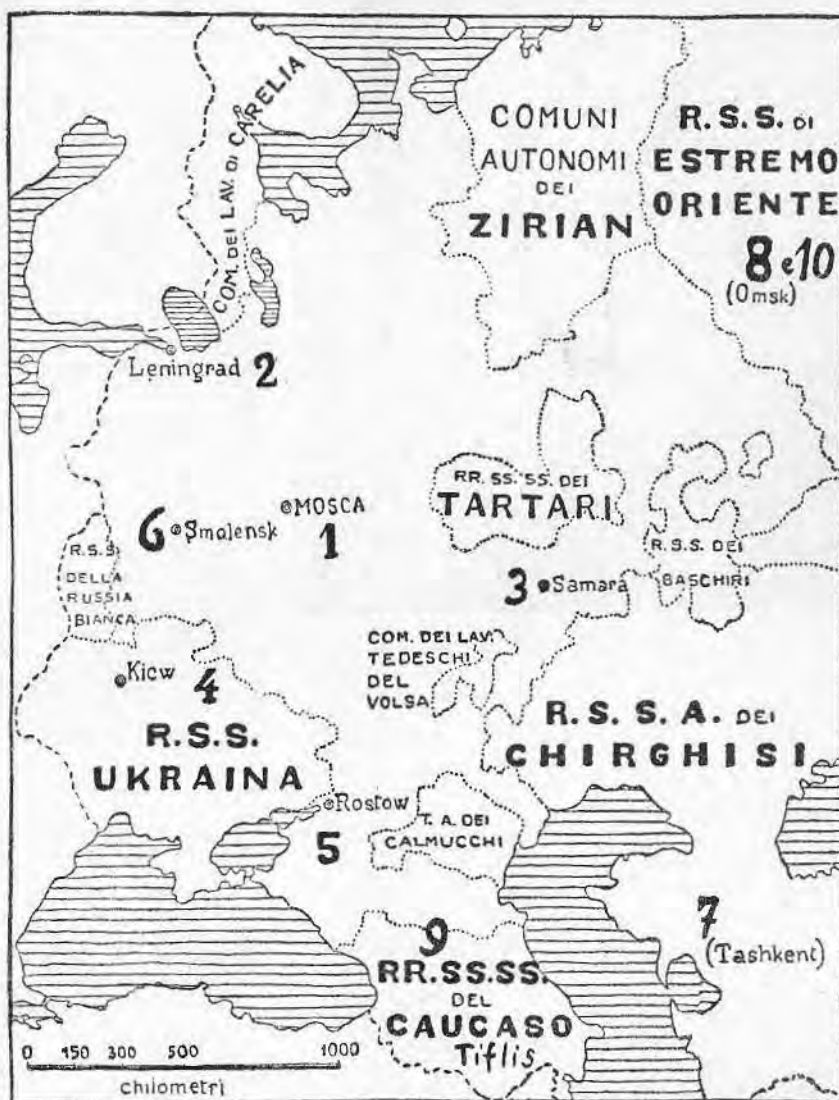 COM. DEI LAV. DI CARELIA
COMUNI
AUTONOMI
DEI
ZIRIAN
R.S.S. DI
ESTREMO
ORIENTE
8 e 10
(Omsk)
Leningrad 2
6 Smolensk
MOSCA
1
RR. SS. SS. DEI
TARTARI
R.S.S
DELLA
RUSSIA
BIANCA
3 Samara
R.S.S. DEI
BASCHIRI
COM. DEI LAV.
TEDESCHI
DEL
VOLSA
Kiew
4
R.S.S.
UKRAINA
R. S. S. A. DEI
CHIRGHISI
Rostow
5
T. A. DEI
CALMUCCHI
7
(Tashkent)
9
RR.SS.SS.
DEL
CAUCASO
Tiflis
0 150 300 500 1000
chilometri